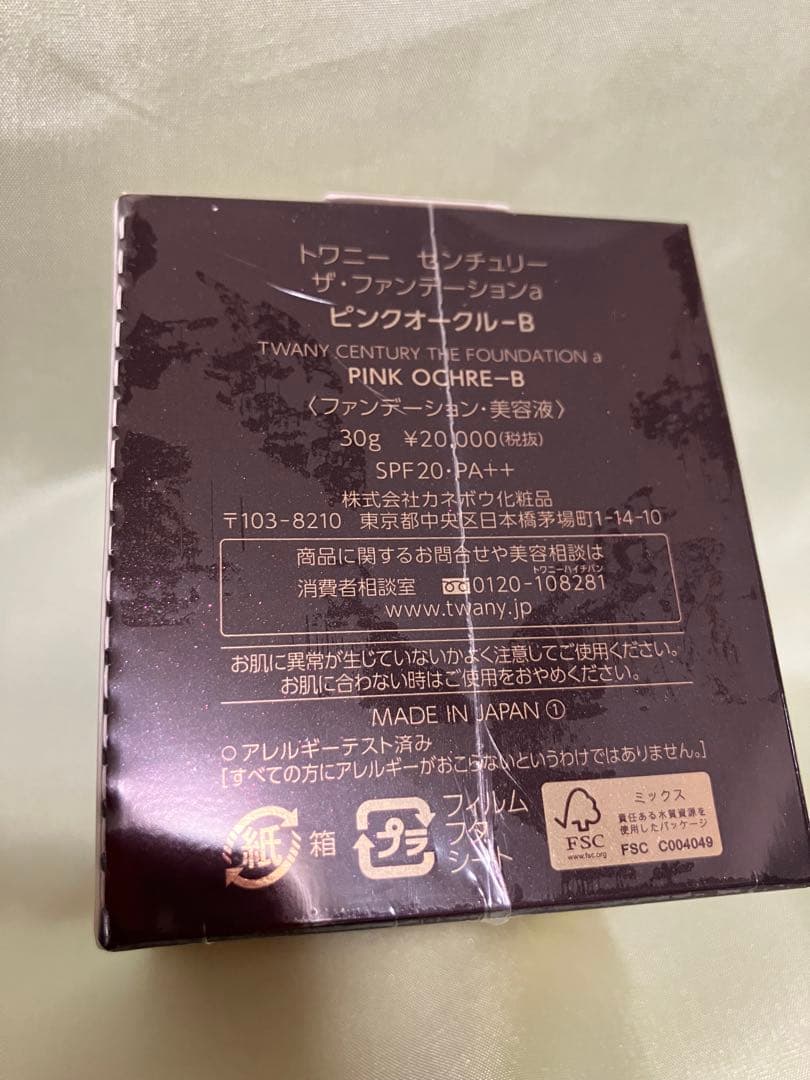 トワニー センチュリー
ザ・ファンデーションa
ピンクオークル-B
TWANY CENTURY THE FOUNDATION a
PINK OCHRE-B
〈ファンデーション・美容液〉
30g ¥20,000(税抜)
SPF20・PA++
株式会社カネボウ化粧品
〒103-8210 東京都中央区日本橋茅場町1-14-10
商品に関するお問合せや美容相談は
トワニーハイチバン
消費者相談室 0120-108281
www.twany.jp
お肌に異常が生じていないかよく注意してご使用ください。
お肌に合わない時はご使用をおやめください。
MADE IN JAPAN ①
○アレルギーテスト済み
[すべての方にアレルギーがおこらないというわけではありません。]
紙 箱
プラ フィルム
フタ
シート
FSC
www.fsc.org
ミックス
責任ある木質資源を
使用したパッケージ
FSC C004049